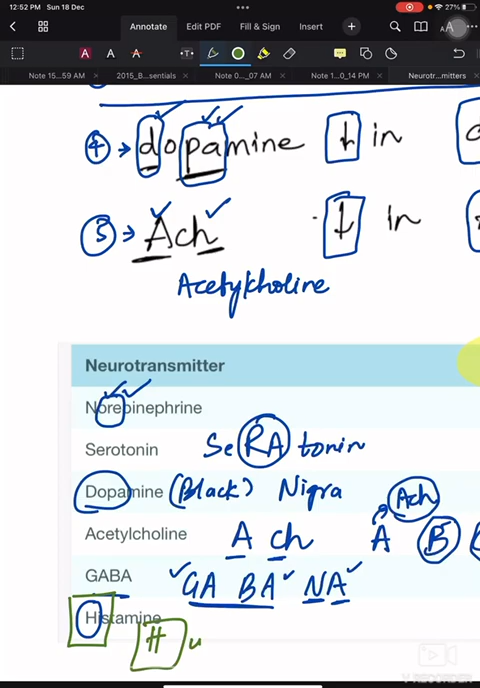 12:52 PM Sun 18 Dec 27%
Annotate Edit PDF Fill & Sign Insert
A A A T
Note 15...59 AM × 2015_B...sentials × Note 0..._07 AM × Note 1...0_14 PM × Neurotr...mitters
④ → dopamine in
→ Ach in
Acetylcholine
Neurotransmitter
Norepinephrine
Serotonin SeRAtonin
Dopamine (Black) Nigra
Ach
Acetylcholine A ch A B
GABA GA BA NA
Histamine
H
V RECORDER